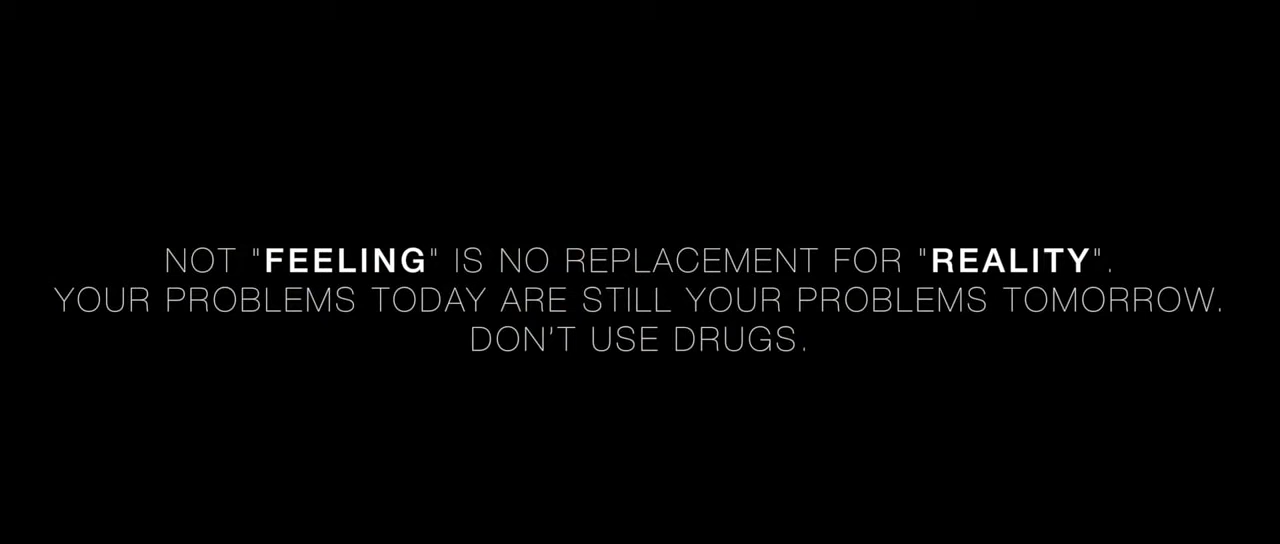 NOT "FEELING" IS NO REPLACEMENT FOR "REALITY".
YOUR PROBLEMS TODAY ARE STILL YOUR PROBLEMS TOMORROW.
DON'T USE DRUGS.